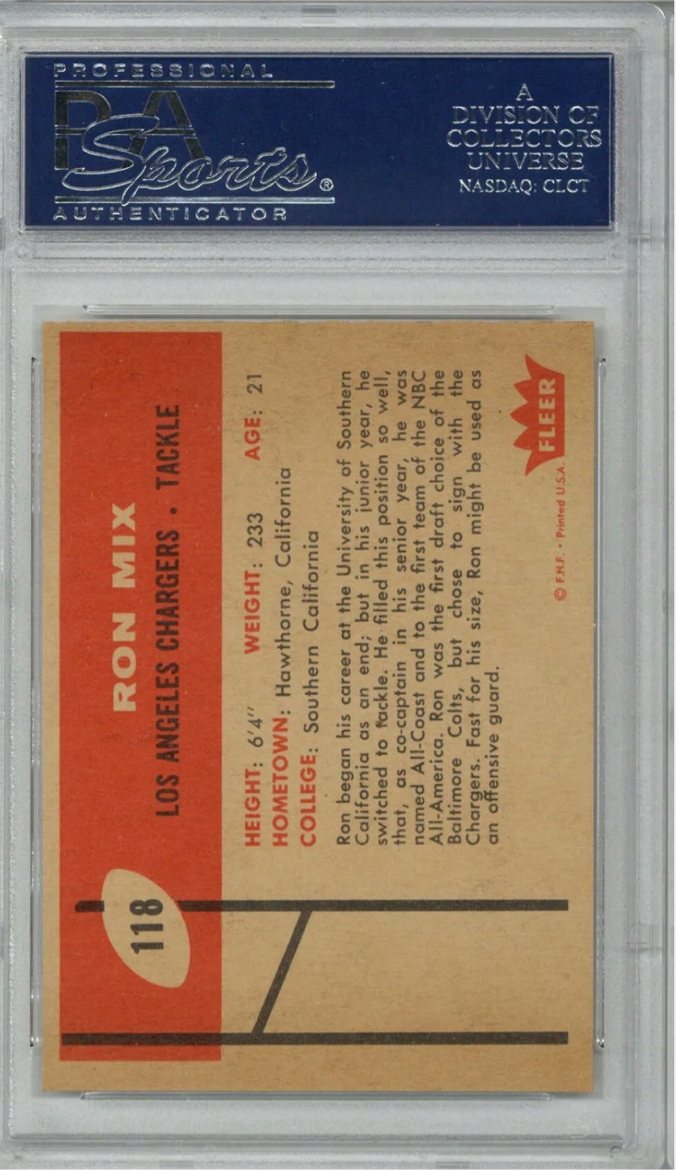 PROFESSIONAL
PSA
Sports®
AUTHENTICATOR
A
DIVISION OF
COLLECTORS
UNIVERSE
NASDAQ: CLCT
118
RON MIX
LOS ANGELES CHARGERS • TACKLE
HEIGHT: 6'4" WEIGHT: 233 AGE: 21
HOMETOWN: Hawthorne, California
COLLEGE: Southern California
Ron began his career at the University of Southern
California as an end; but in his junior year, he
switched to tackle. He filled this position so well,
that, as co-captain in his senior year, he was
named All-Coast and to the first team of the NBC
All-America. Ron was the first draft choice of the
Baltimore Colts, but chose to sign with the
Chargers. Fast for his size, Ron might be used as
an offensive guard.
© F.H.F. • Printed U.S.A.
FLEER